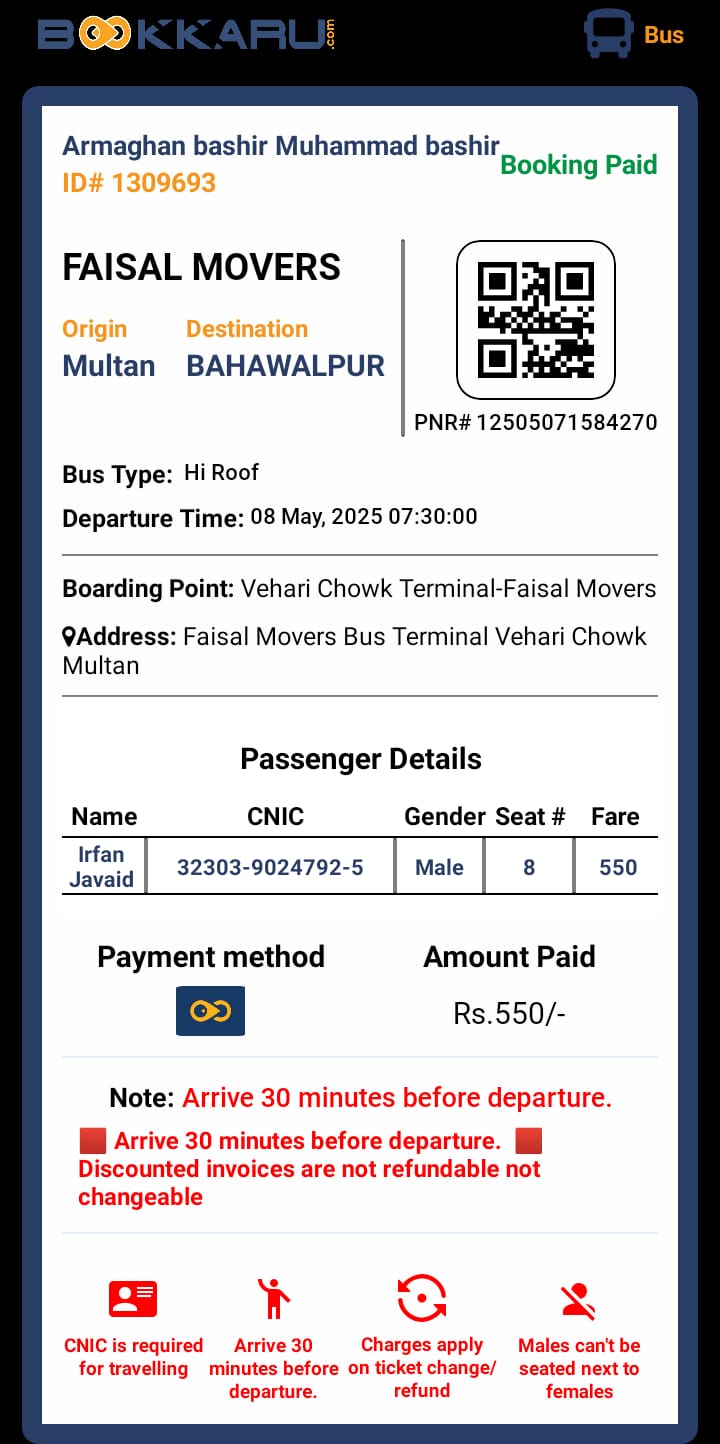 BOOKKARU.com
Bus
Armaghan bashir Muhammad bashir
Booking Paid
ID# 1309693
FAISAL MOVERS
Origin Destination
Multan BAHAWALPUR
PNR# 12505071584270
Bus Type: Hi Roof
Departure Time: 08 May, 2025 07:30:00
Boarding Point: Vehari Chowk Terminal-Faisal Movers
Address: Faisal Movers Bus Terminal Vehari Chowk
Multan
Passenger Details
Name CNIC Gender Seat # Fare
Irfan
Javaid 32303-9024792-5 Male 8 550
Payment method Amount Paid
Rs.550/-
Note: Arrive 30 minutes before departure.
Arrive 30 minutes before departure.
Discounted invoices are not refundable not
changeable
CNIC is required
for travelling
Arrive 30
minutes before
departure.
Charges apply
on ticket change/
refund
Males can't be
seated next to
females